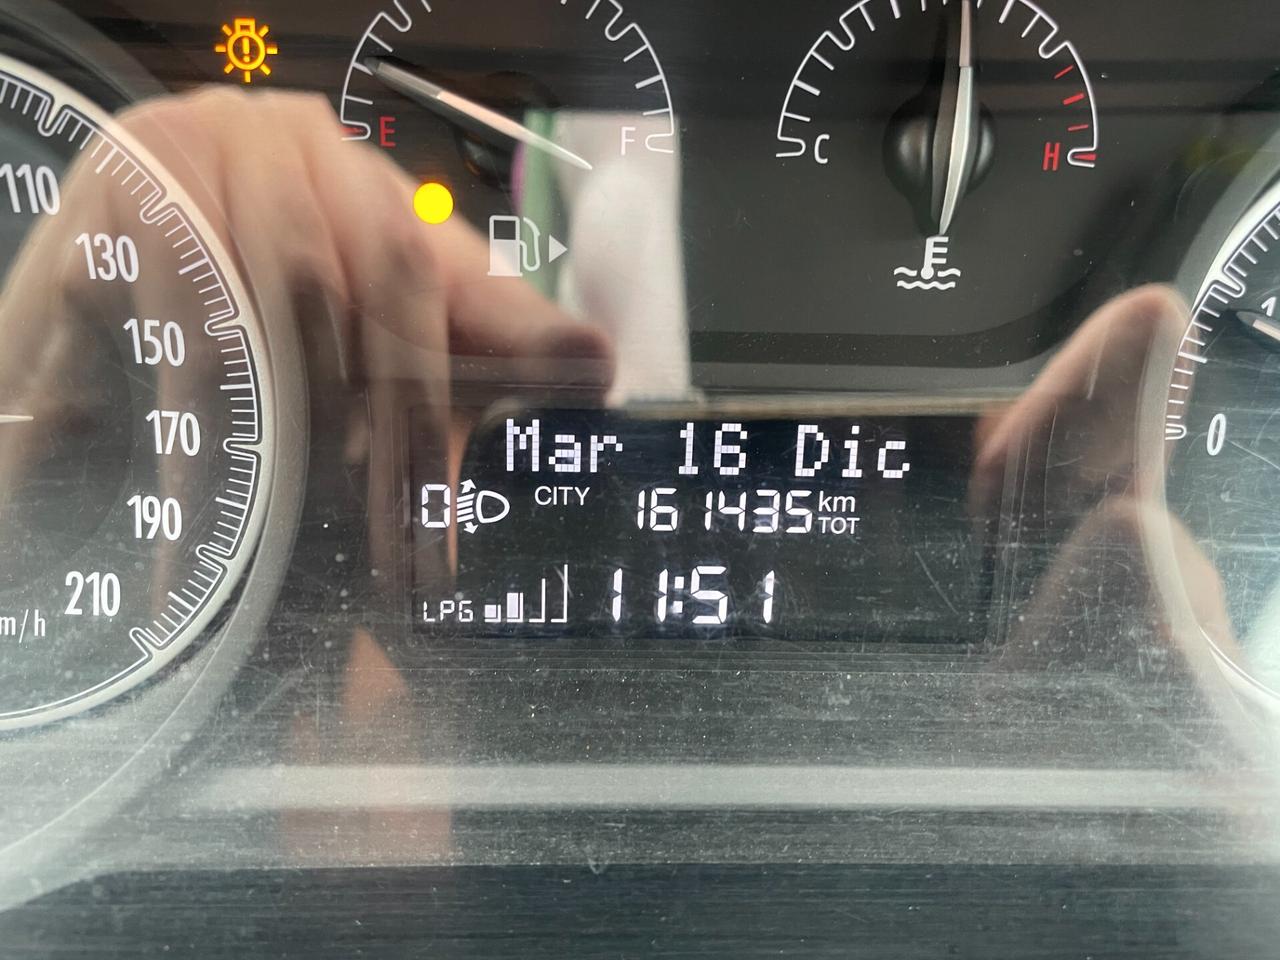 E F
C H
110
130
150
170
190
210
m/h
0
Mar 16 Dic
0 CITY 161435 km TOT
LPG 11:51